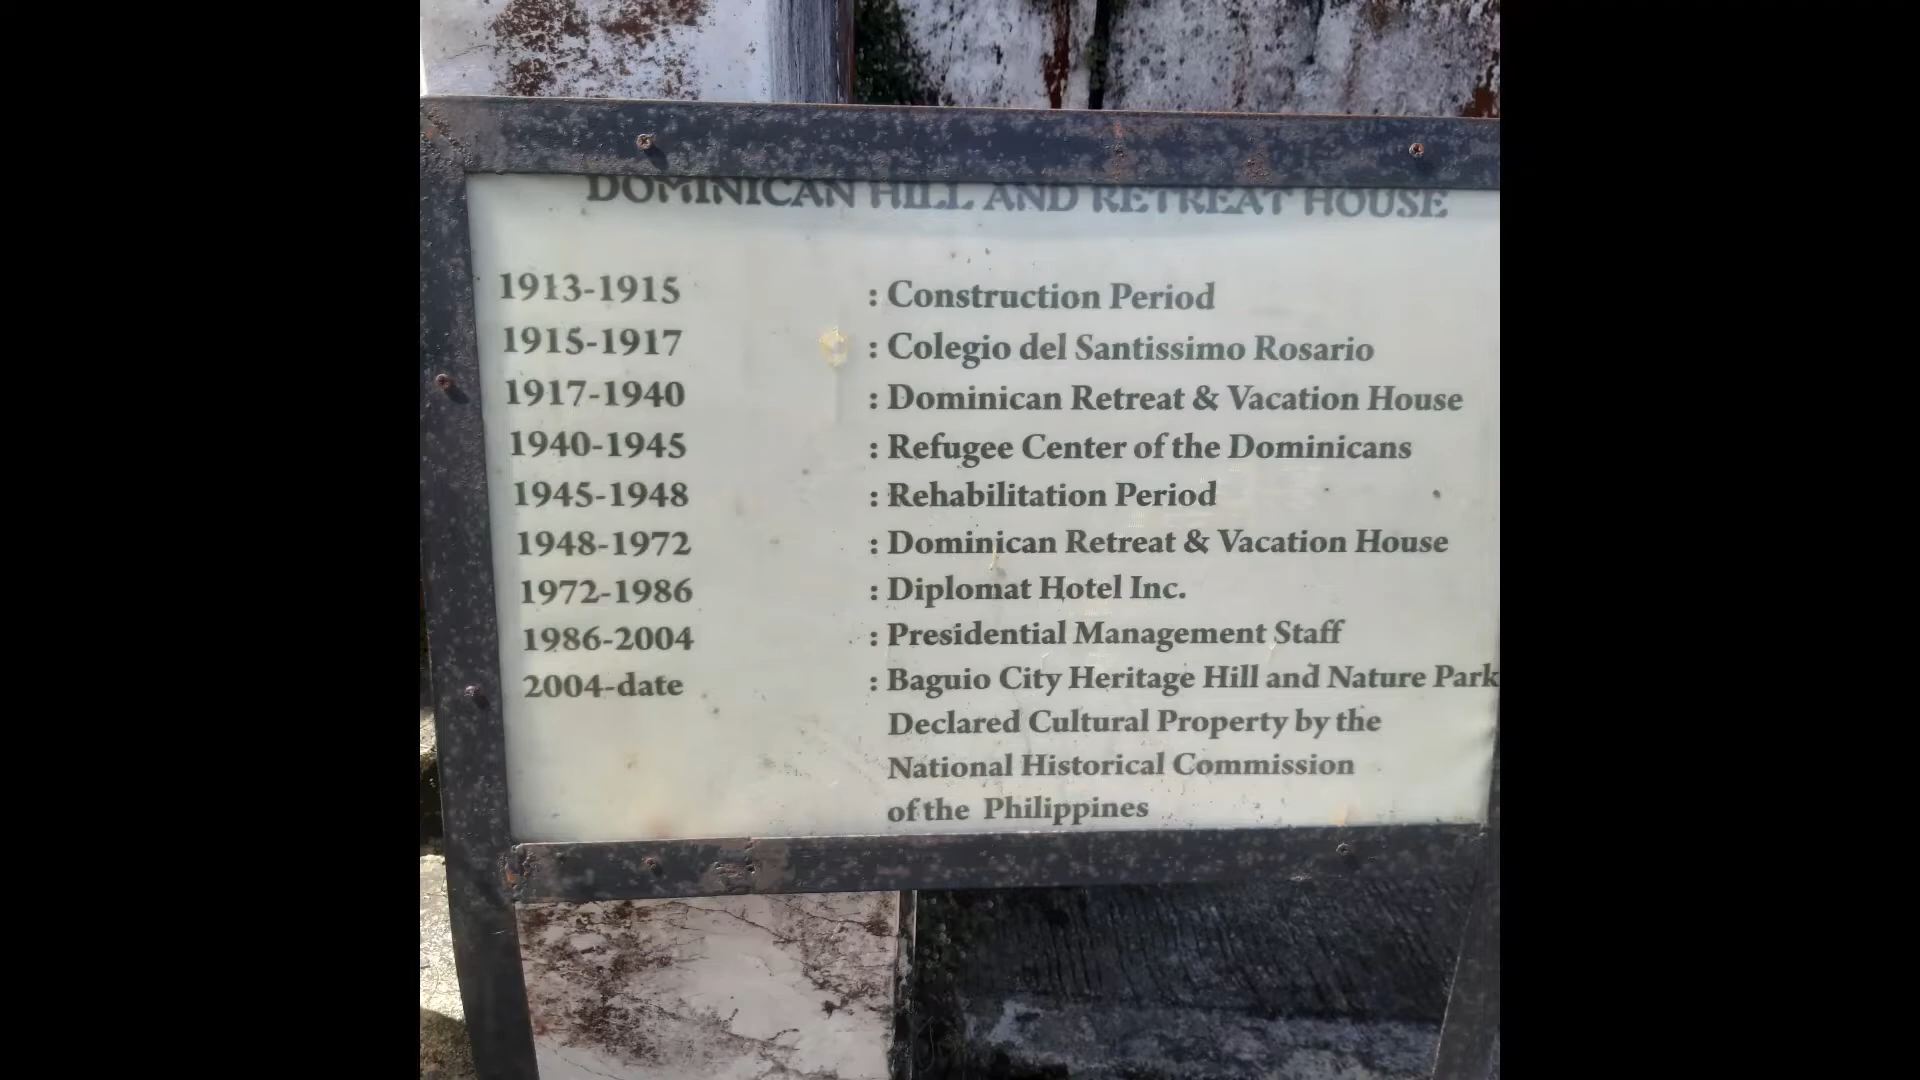 DOMINICAN HILL AND RETREAT HOUSE
1913-1915 : Construction Period
1915-1917 : Colegio del Santissimo Rosario
1917-1940 : Dominican Retreat & Vacation House
1940-1945 : Refugee Center of the Dominicans
1945-1948 : Rehabilitation Period
1948-1972 : Dominican Retreat & Vacation House
1972-1986 : Diplomat Hotel Inc.
1986-2004 : Presidential Management Staff
2004-date : Baguio City Heritage Hill and Nature Park
Declared Cultural Property by the
National Historical Commission
of the Philippines